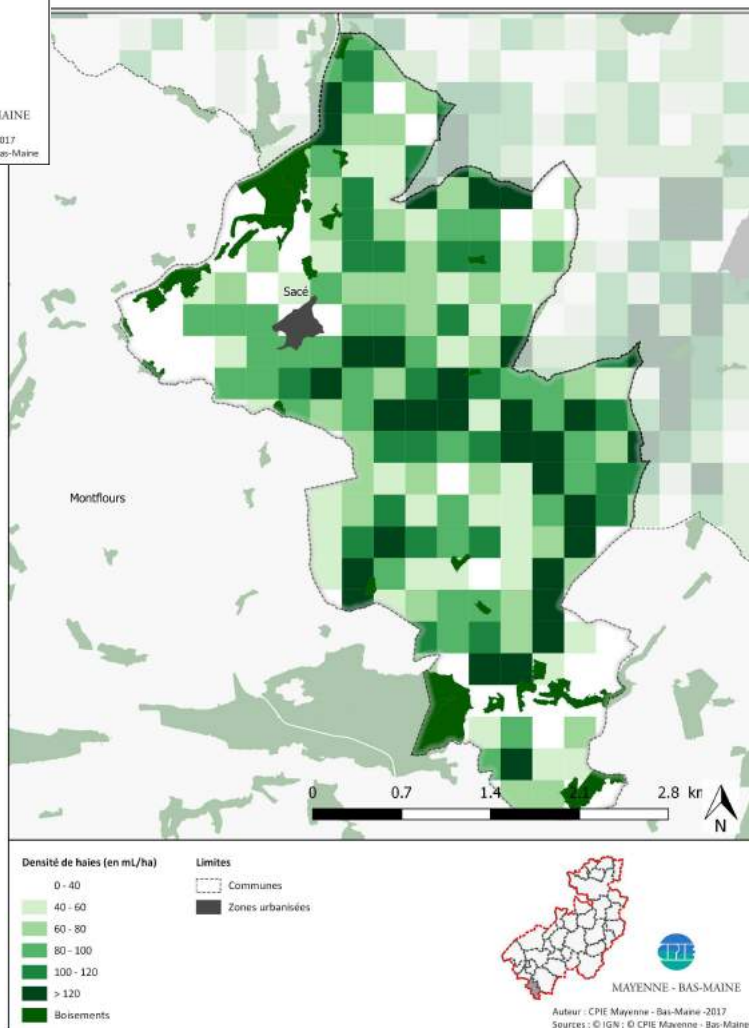 MAINE
2017
as-Maine
Sacé
Montflours
0 0.7 1.4 2.8 km
N
Densité de haies (en mL/ha)
0 - 40
40 - 60
60 - 80
80 - 100
100 - 120
> 120
Boisements
Limites
Communes
Zones urbanisées
CPIE
MAYENNE - BAS-MAINE
Auteur : CPIE Mayenne - Bas-Maine -2017
Sources : © IGN ; © CPIE Mayenne - Bas-Maine